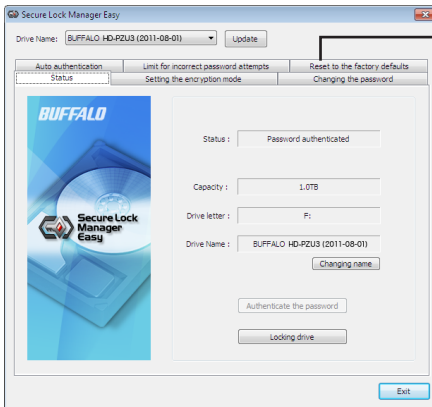 Secure Lock Manager Easy
Drive Name: BUFFALO HD-PZU3 (2011-08-01) Update
Auto authentication Limit for incorrect password attempts Reset to the factory defaults
Status Setting the encryption mode Changing the password
BUFFALO
Secure Lock
Manager
Easy
Status : Password authenticated
Capacity : 1.0TB
Drive letter : F:
Drive Name : BUFFALO HD-PZU3 (2011-08-01)
Changing name
Authenticate the password
Locking drive
Exit